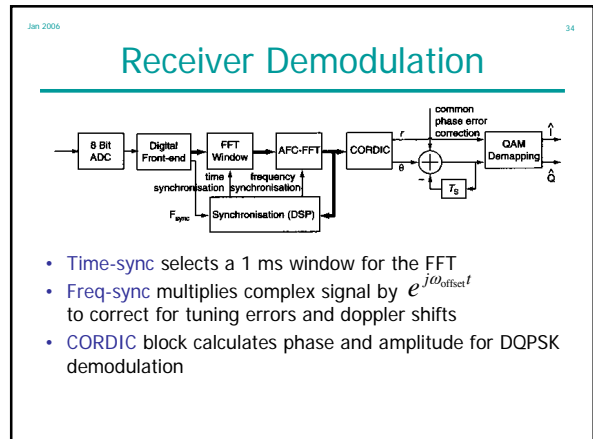 Jan 2006
34
Receiver Demodulation
common
phase error
correction
8 Bit
ADC
Digital
Front-end
FFT
Window
AFC-FFT
CORDIC
r
θ
QAM
Demapping
Î
Q̂
time
synchronisation
frequency
synchronisation
T_S
F_sync
Synchronisation (DSP)
• Time-sync selects a 1 ms window for the FFT
• Freq-sync multiplies complex signal by e^{jω_offset t}
to correct for tuning errors and doppler shifts
• CORDIC block calculates phase and amplitude for DQPSK
demodulation